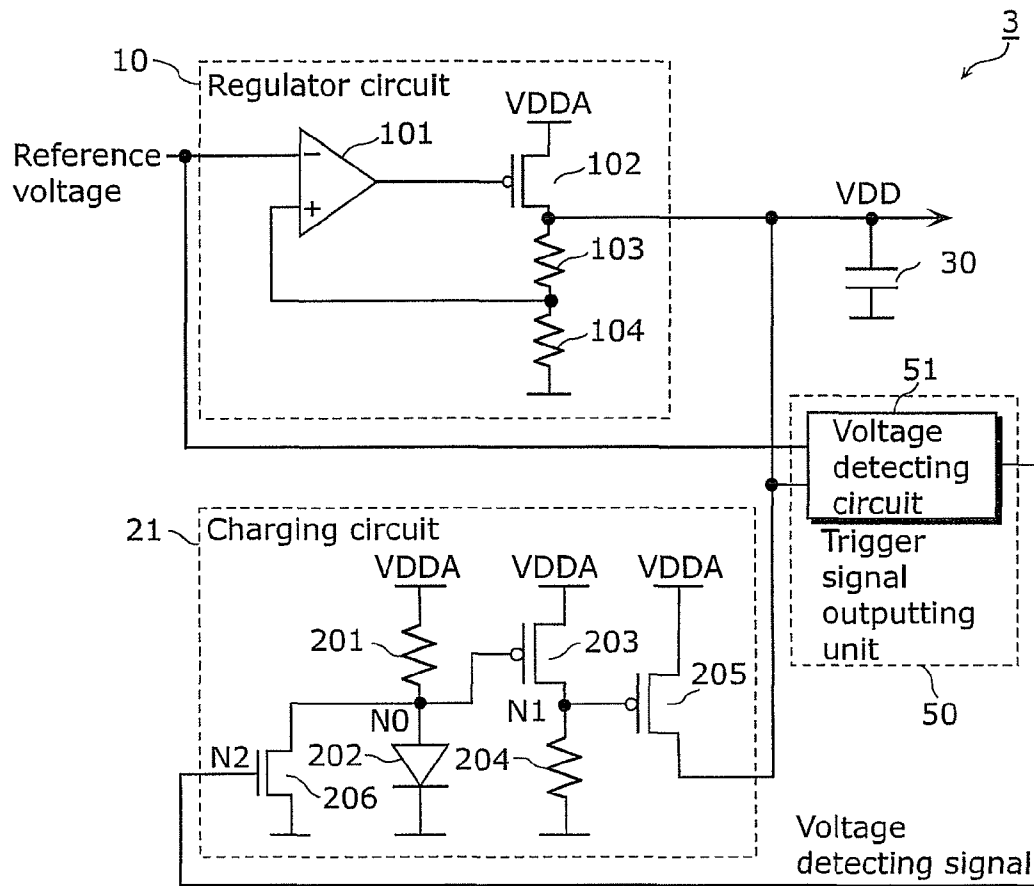 3
10
Regulator circuit
VDDA
101
Reference
voltage
−
+
102
VDD
103
30
104
51
Voltage
detecting
circuit
Trigger
signal
outputting
unit
50
21
Charging circuit
VDDA
VDDA
VDDA
201
203
205
N0
N1
N2
202
204
206
Voltage
detecting signal